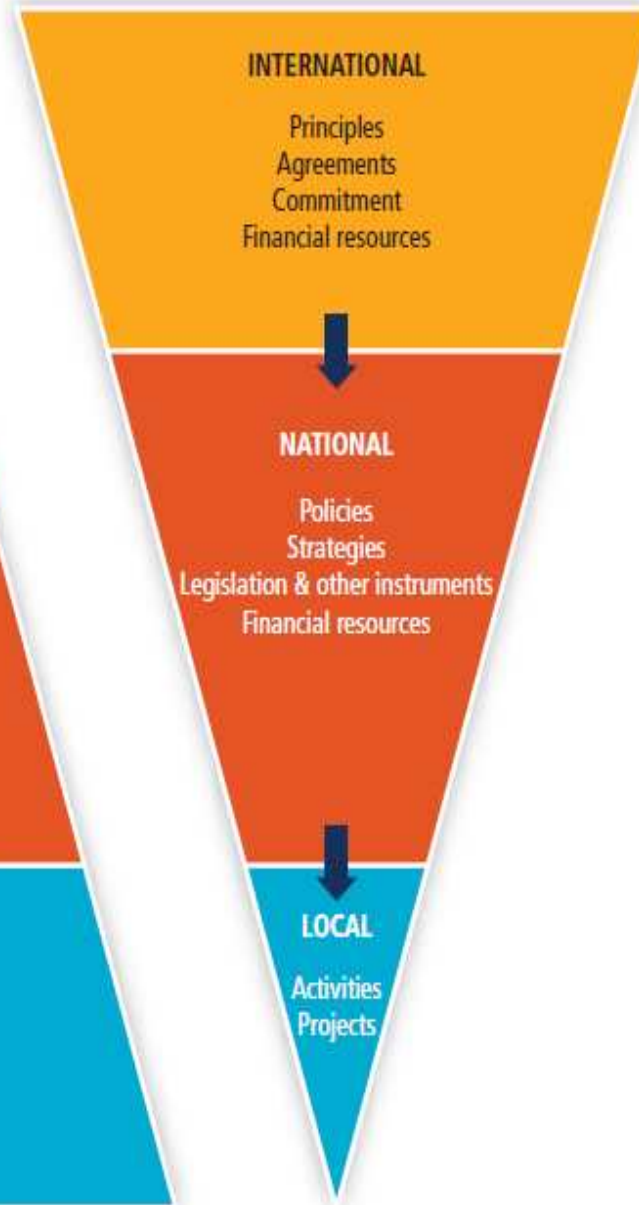 INTERNATIONAL
Principles
Agreements
Commitment
Financial resources
NATIONAL
Policies
Strategies
Legislation & other instruments
Financial resources
LOCAL
Activities
Projects